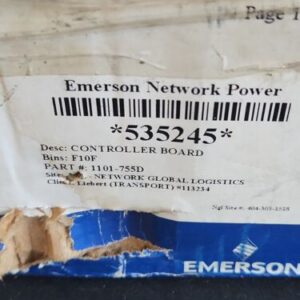 Page 1
Emerson Network Power
*535245*
Desc: CONTROLLER BOARD
Bins: F10F
PART #: 1101-755D
- NETWORK GLOBAL LOGISTICS
Liebert (TRANSPORT) #113234
EMERSON